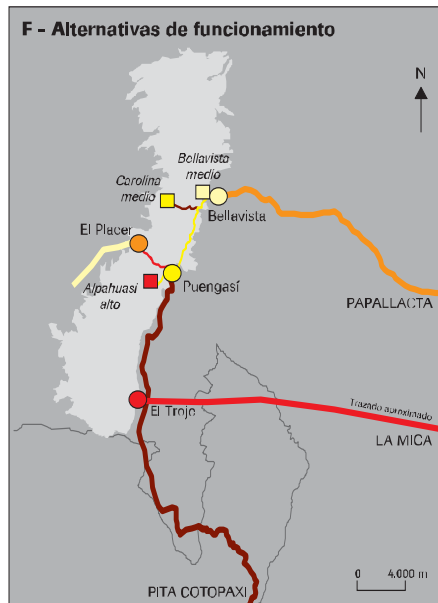 F - Alternativas de funcionamiento
N
Bellavista
medio
Carolina
medio
Bellavista
El Placer
Alpahuasi
alto
Puengasí
PAPALLACTA
Trazado aproximado
El Trojo
LA MICA
PITA COTOPAXI
0 4.000 m